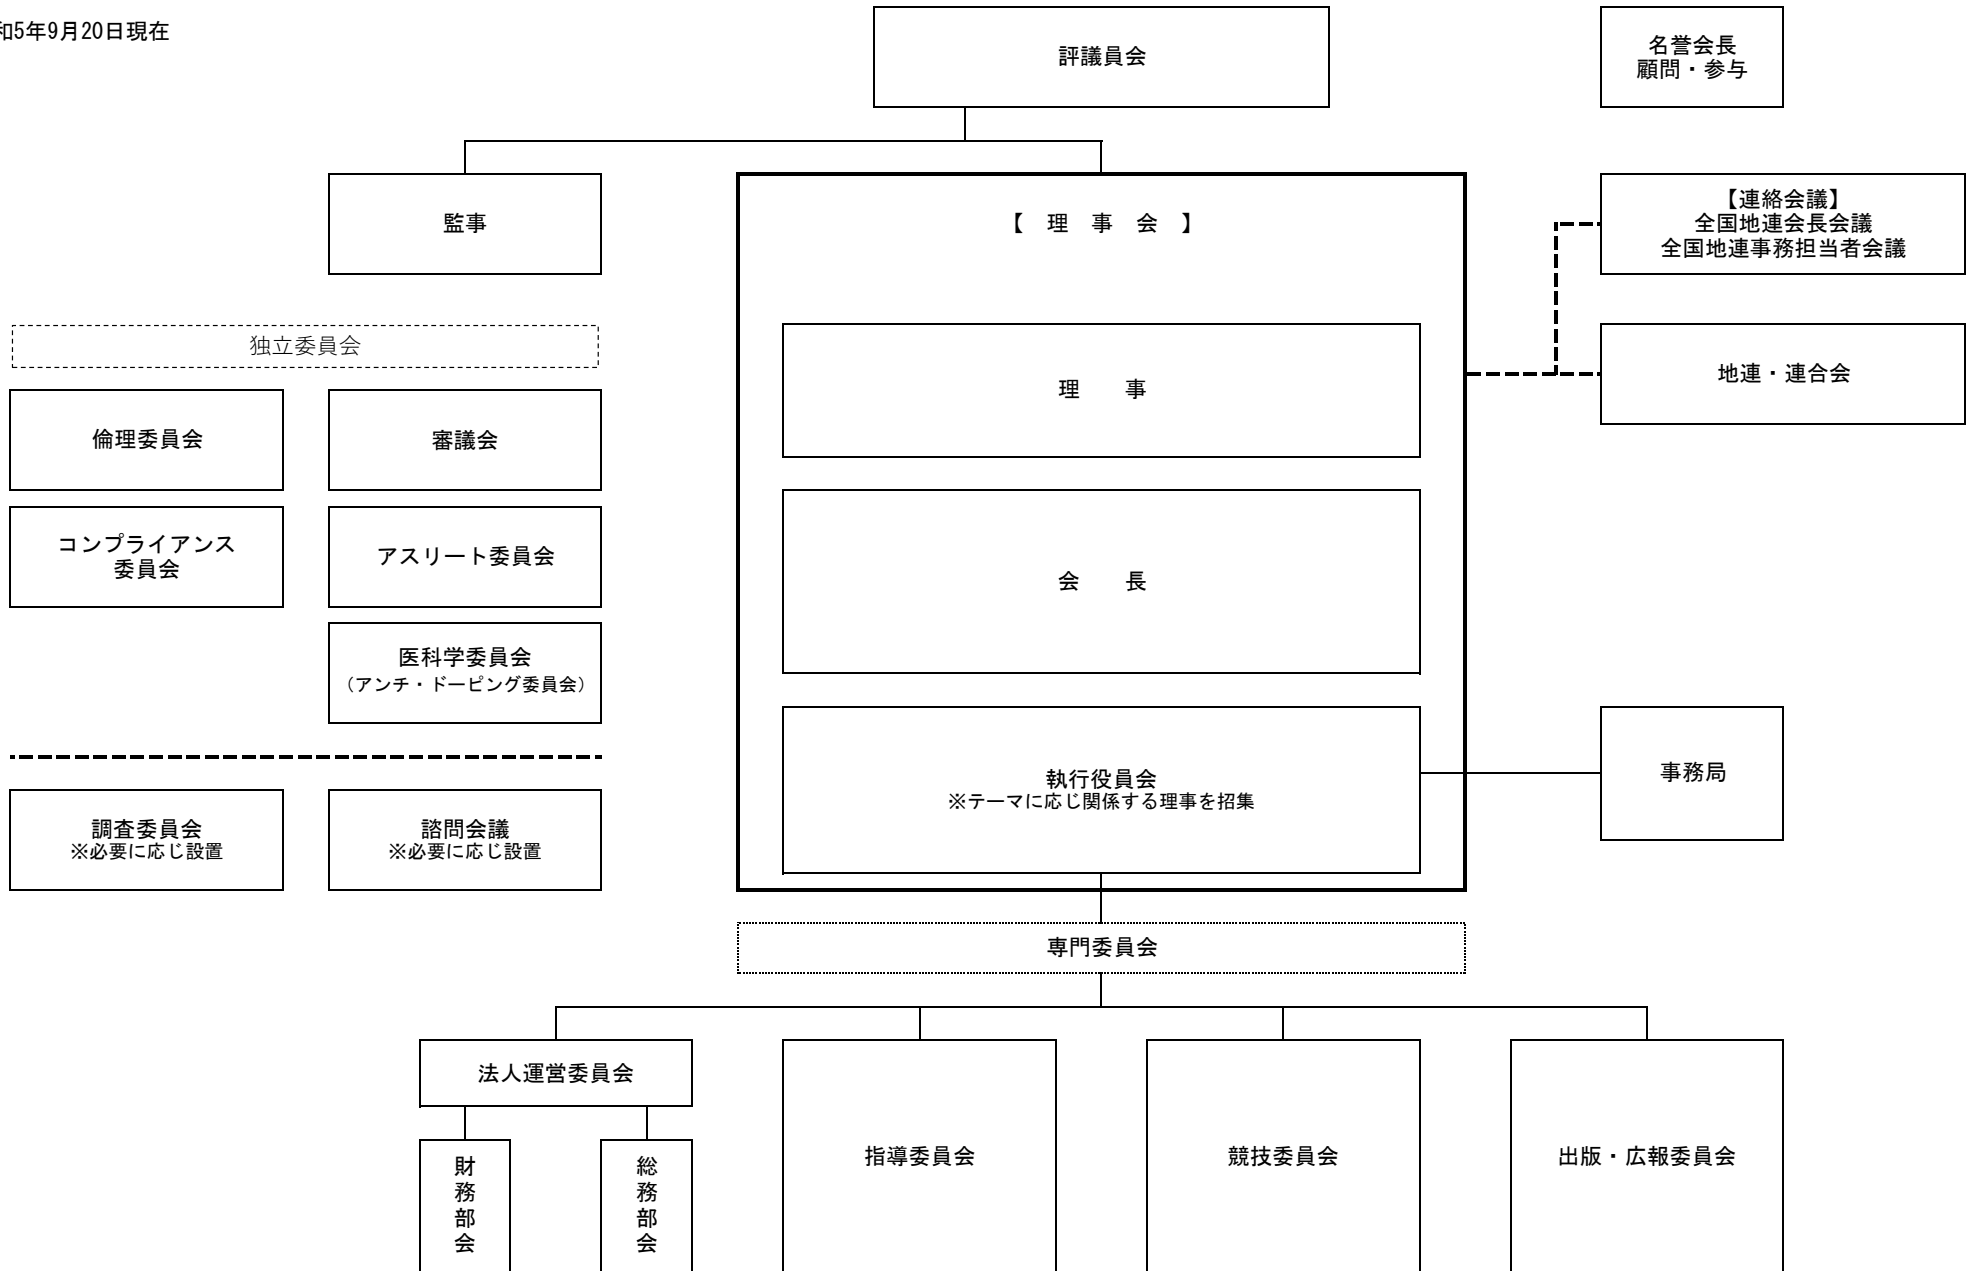 和5年9月20日現在
評議員会
名誉会長
顧問・参与
監事
【　理　事　会　】
【連絡会議】
全国地連会長会議
全国地連事務担当者会議
独立委員会
理　　事
地連・連合会
倫理委員会
審議会
コンプライアンス
委員会
アスリート委員会
会　　長
医科学委員会
（アンチ・ドーピング委員会）
執行役員会
※テーマに応じ関係する理事を招集
事務局
調査委員会
※必要に応じ設置
諮問会議
※必要に応じ設置
専門委員会
法人運営委員会
財務部会
総務部会
指導委員会
競技委員会
出版・広報委員会